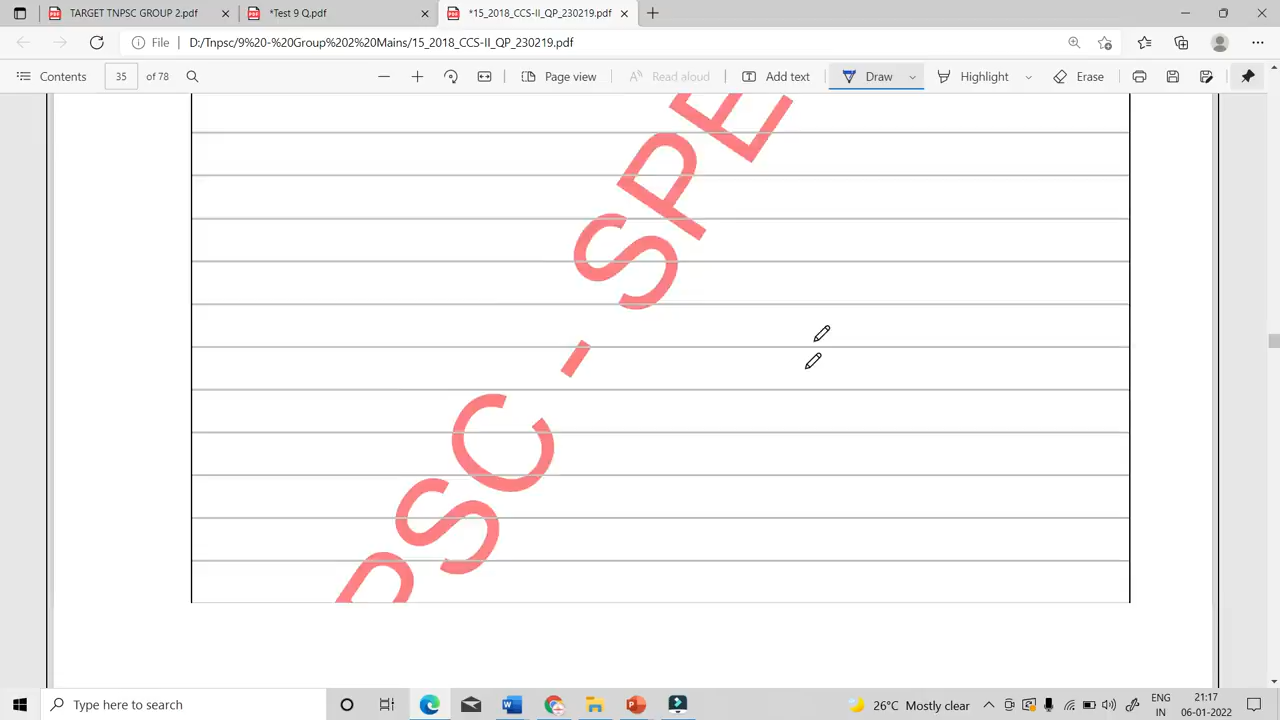 TARGET TNPSC GROUP 2.pdf
*Test 9 Q.pdf
*15_2018_CCS-II_QP_230219.pdf
File
D:/Tnpsc/9%20-%20Group%202%20Mains/15_2018_CCS-II_QP_230219.pdf
Contents
35
of 78
Page view
Read aloud
Add text
Draw
Highlight
Erase
PSC - SPE
Type here to search
26°C Mostly clear
ENG
IN
21:17
06-01-2022